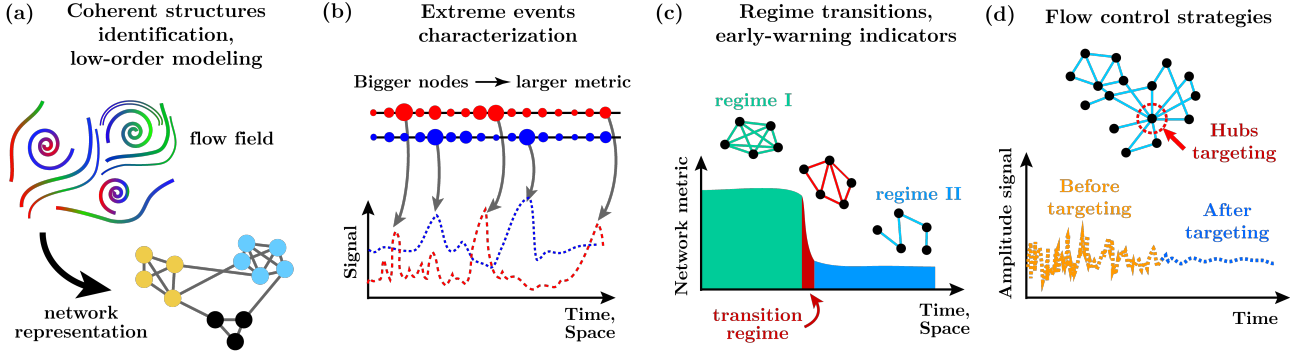 (a)
Coherent structures
identification,
low-order modeling
flow field
network
representation
(b)
Extreme events
characterization
Bigger nodes
larger metric
Signal
Time,
Space
(c)
Regime transitions,
early-warning indicators
regime I
regime II
Network metric
transition
regime
Time,
Space
(d)
Flow control strategies
Hubs
targeting
Before
targeting
After
targeting
Amplitude signal
Time